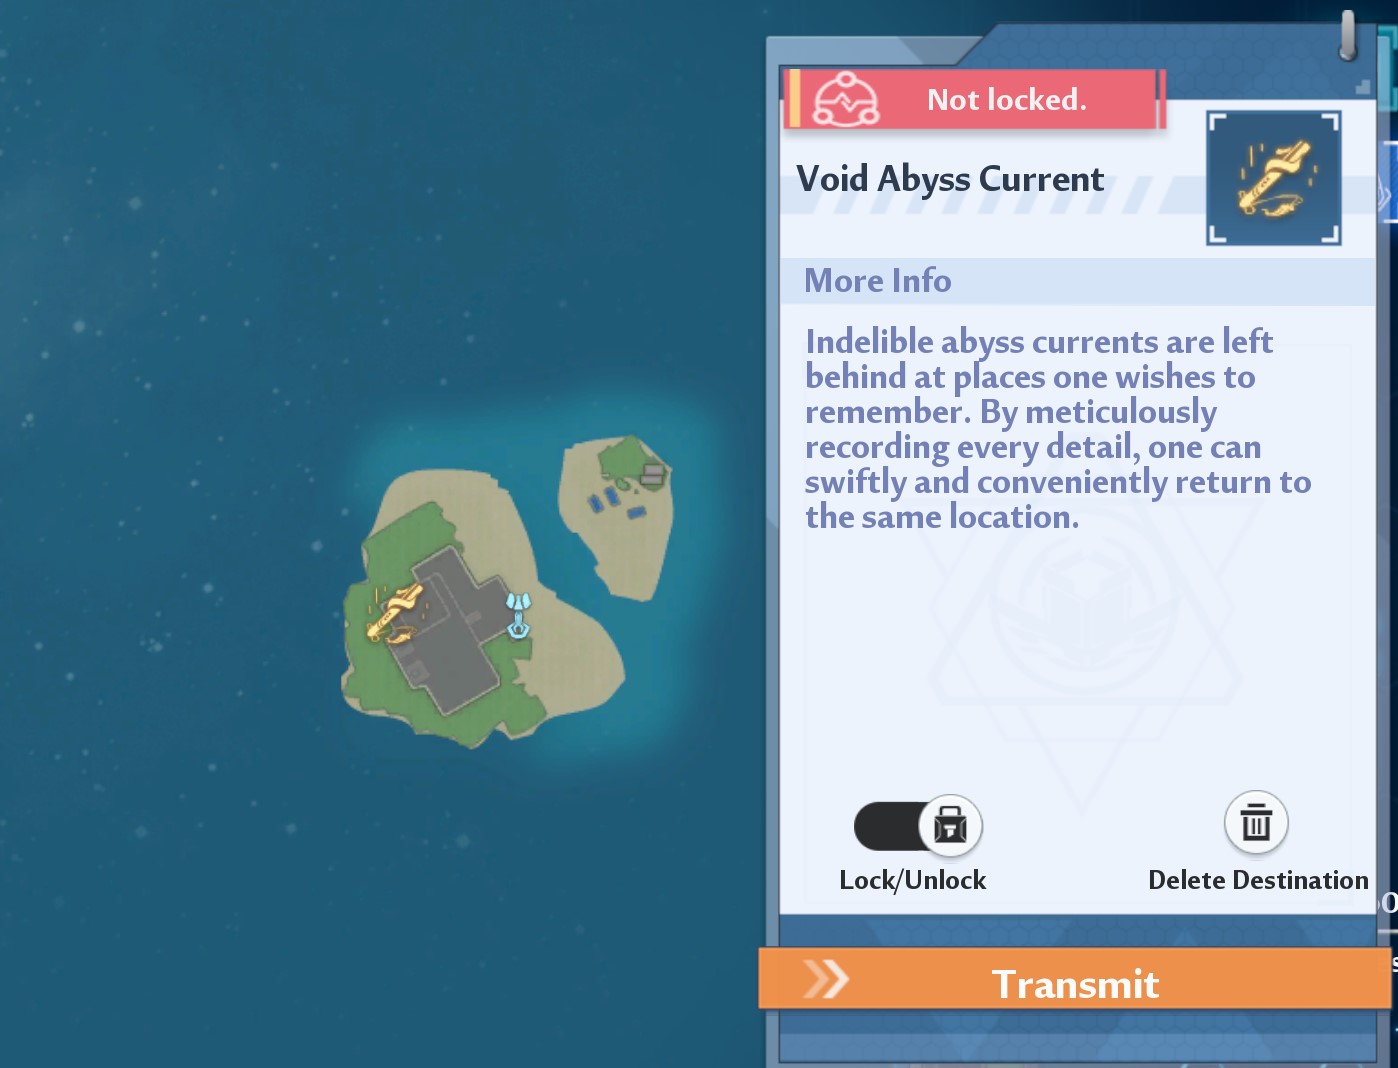 Not locked.
Void Abyss Current
More Info
Indelible abyss currents are left
behind at places one wishes to
remember. By meticulously
recording every detail, one can
swiftly and conveniently return to
the same location.
Lock/Unlock
Delete Destination
Transmit